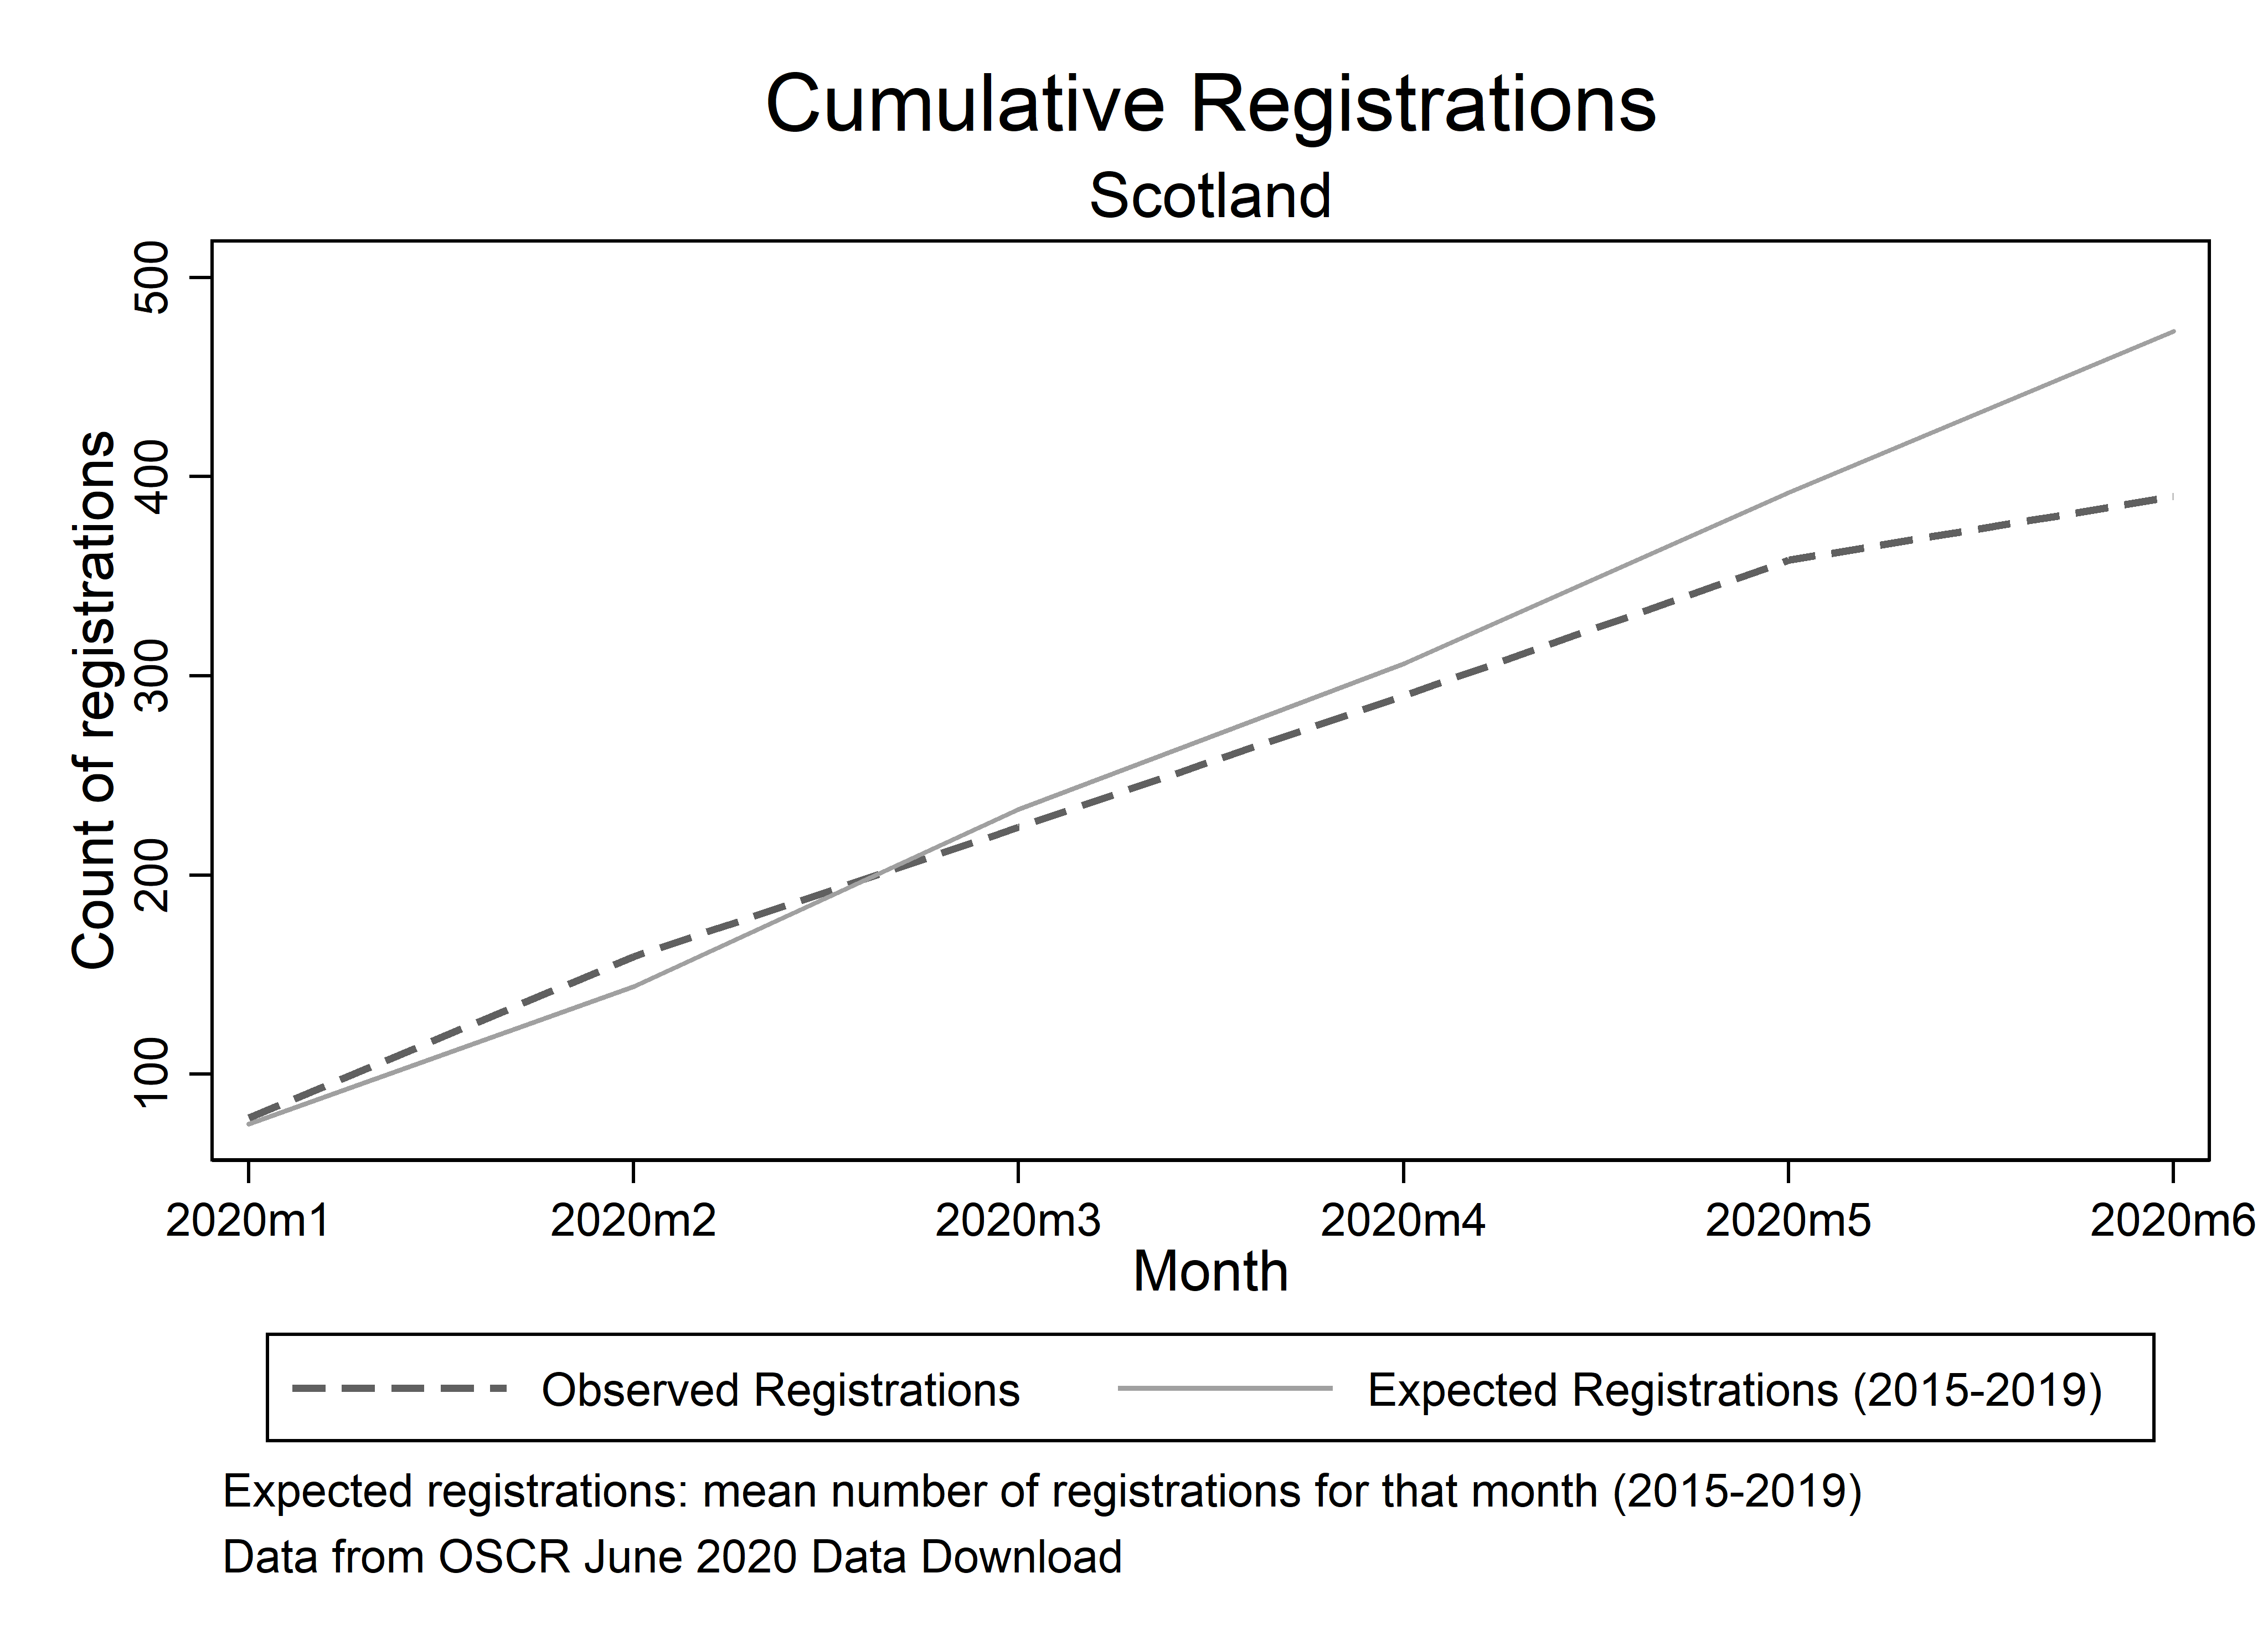 Cumulative Registrations
Scotland
Count of registrations
500
400
300
200
100
2020m1 2020m2 2020m3 2020m4 2020m5 2020m6
Month
Observed Registrations Expected Registrations (2015-2019)
Expected registrations: mean number of registrations for that month (2015-2019)
Data from OSCR June 2020 Data Download